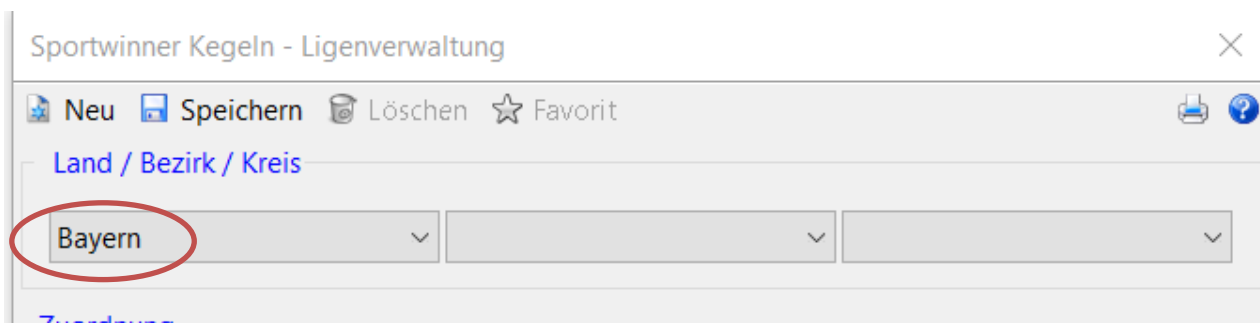 Sportwinner Kegeln - Ligenverwaltung
Neu Speichern Löschen Favorit
Land / Bezirk / Kreis
Bayern